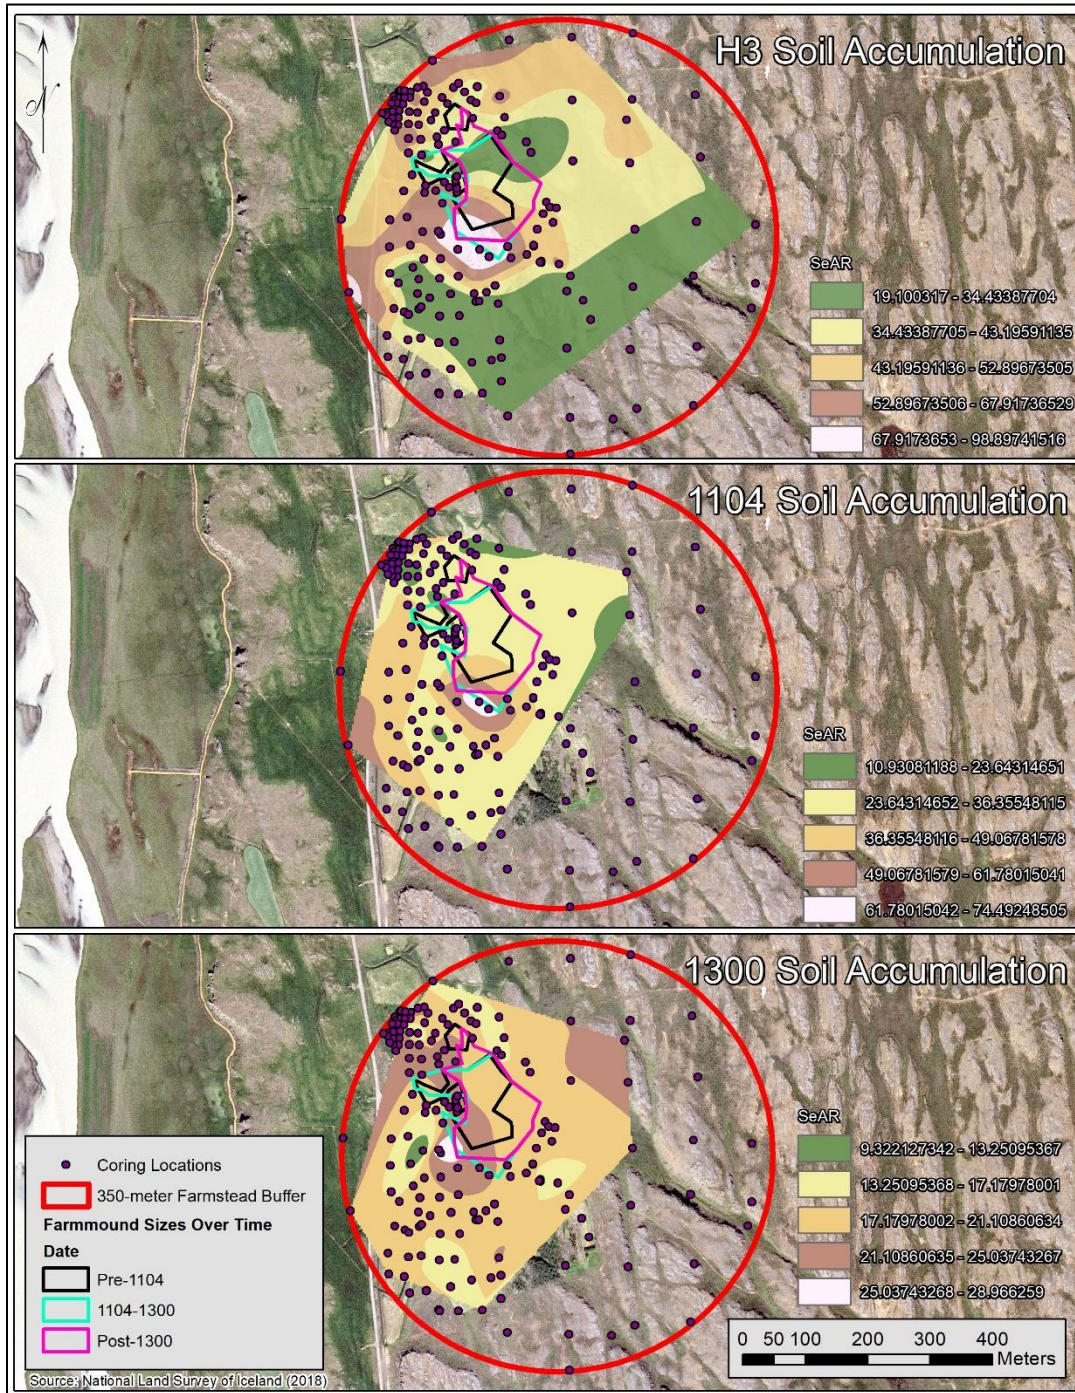 N
H3 Soil Accumulation
SeAR
19.100317 - 34.43387704
34.43387705 - 43.19591135
43.19591136 - 52.89673505
52.89673506 - 67.91736529
67.9173653 - 98.89741516
1104 Soil Accumulation
SeAR
10.93081188 - 23.64314651
23.64314652 - 36.35548115
36.35548116 - 49.06781578
49.06781579 - 61.78015041
61.78015042 - 74.49248505
1300 Soil Accumulation
SeAR
9.322127342 - 13.25095367
13.25095368 - 17.17978001
17.17978002 - 21.10860634
21.10860635 - 25.03743267
25.03743268 - 28.966259
Coring Locations
350-meter Farmstead Buffer
Farmmound Sizes Over Time
Date
Pre-1104
1104-1300
Post-1300
0 50 100 200 300 400
Meters
Source: National Land Survey of Iceland (2018)